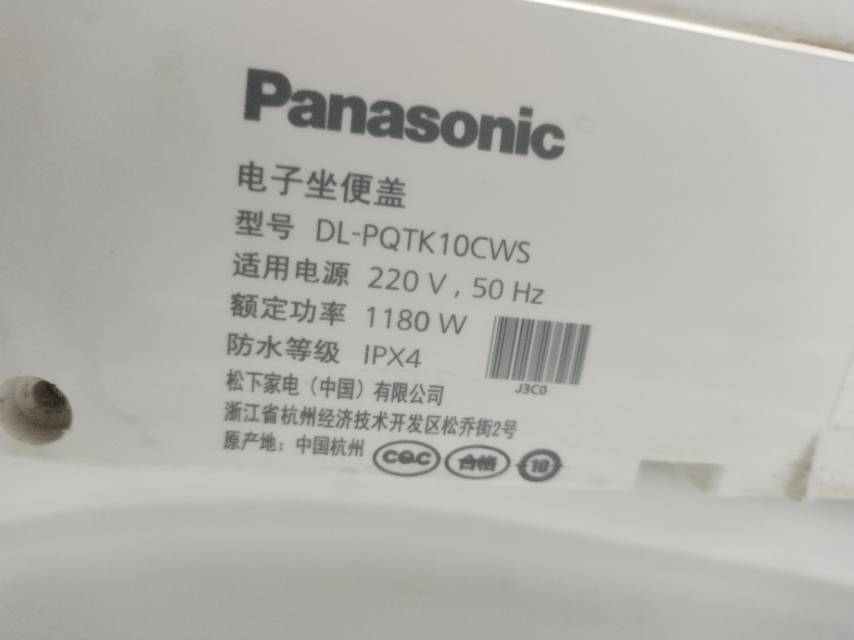 Panasonic
电子坐便盖
型号 DL-PQTK10CWS
适用电源 220 V , 50 Hz
额定功率 1180 W
防水等级 IPX4
J3C0
松下家电（中国）有限公司
浙江省杭州经济技术开发区松乔街2号
原产地：中国杭州 CQC 合格 10